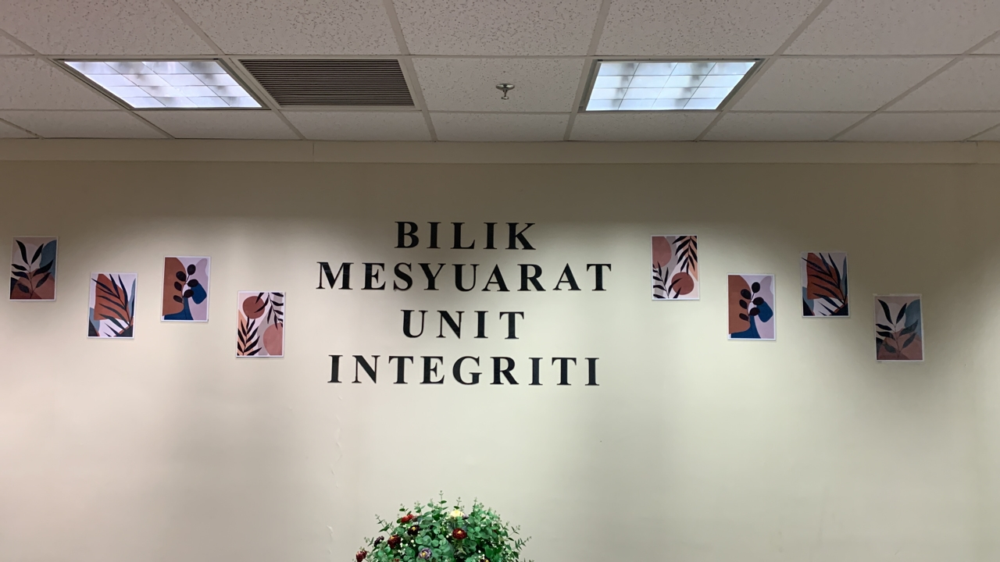 BILIK
MESYUARAT
UNIT
INTEGRITI